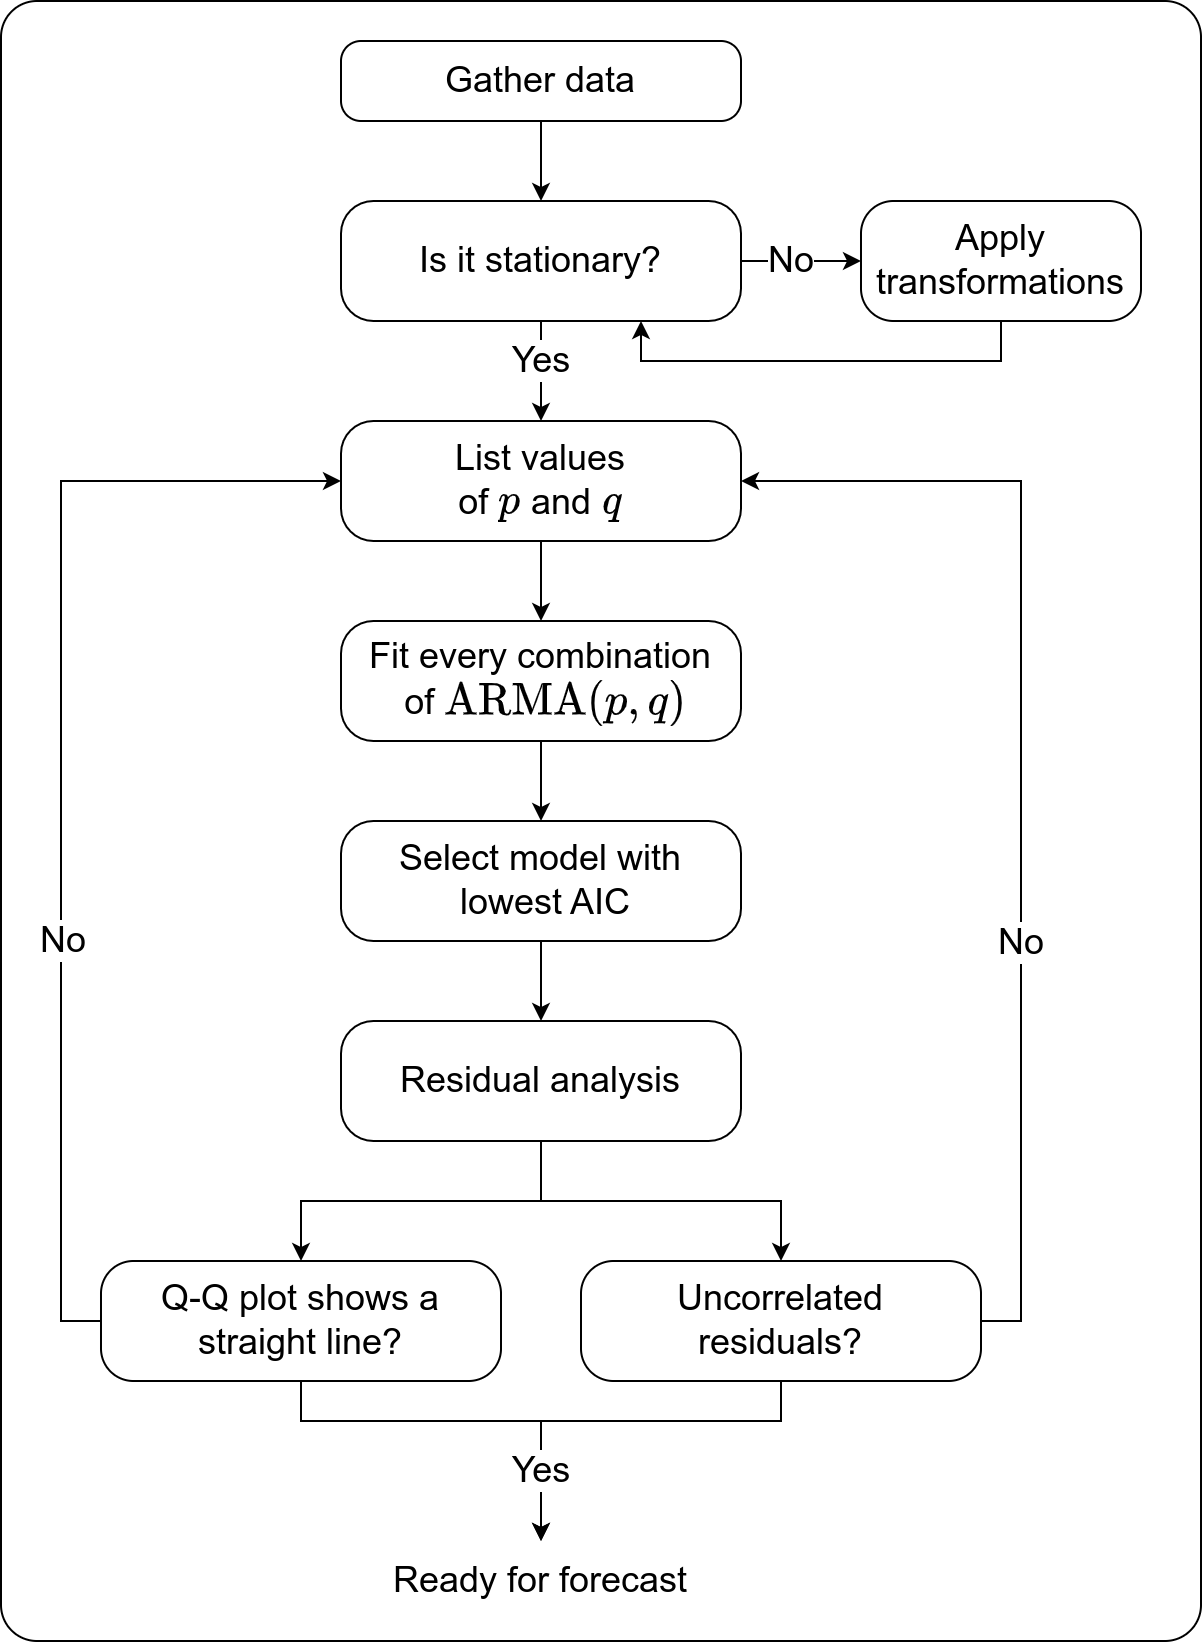 Gather data
Is it stationary?
No
Apply
transformations
Yes
List values
of p and q
Fit every combination
of ARMA(p, q)
Select model with
lowest AIC
No
No
Residual analysis
Q-Q plot shows a
straight line?
Uncorrelated
residuals?
Yes
Ready for forecast